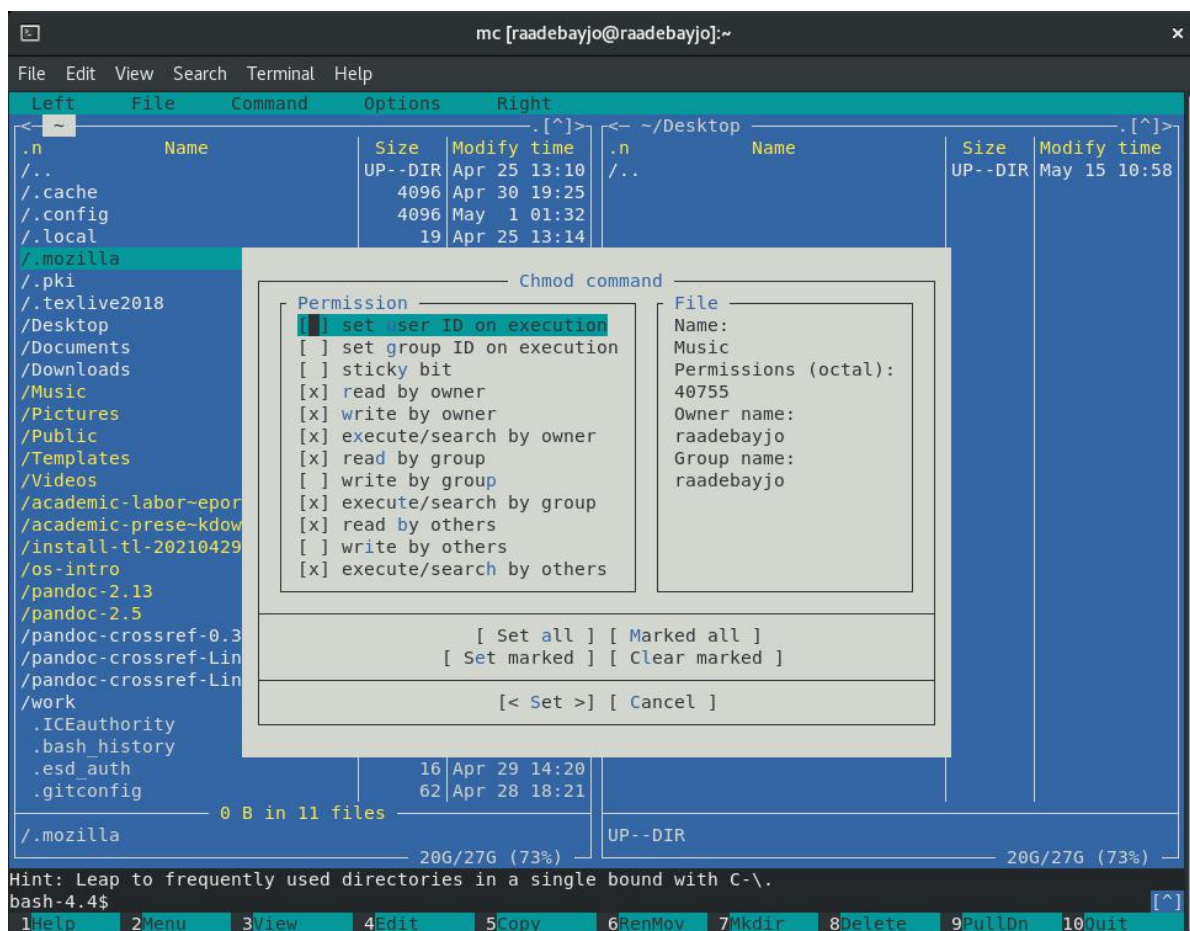 mc [raadebayjo@raadebayjo]:~ ×
File Edit View Search Terminal Help
Left File Command Options Right
<- ~ .[^]> <- ~/Desktop .[^]>
.n Name Size Modify time .n Name Size Modify time
/.. UP--DIR Apr 25 13:10 /.. UP--DIR May 15 10:58
/.cache 4096 Apr 30 19:25
/.config 4096 May 1 01:32
/.local 19 Apr 25 13:14
/.mozilla
/.pki
/.texlive2018
/Desktop
/Documents
/Downloads
/Music
/Pictures
/Public
/Templates
/Videos
/academic-labor~epor
/academic-prese~kdow
/install-tl-20210429
/os-intro
/pandoc-2.13
/pandoc-2.5
/pandoc-crossref-0.3
/pandoc-crossref-Lin
/pandoc-crossref-Lin
/work
.ICEauthority
.bash_history
.esd_auth 16 Apr 29 14:20
.gitconfig 62 Apr 28 18:21
Chmod command
Permission
[ ] set user ID on execution
[ ] set group ID on execution
[ ] sticky bit
[x] read by owner
[x] write by owner
[x] execute/search by owner
[x] read by group
[ ] write by group
[x] execute/search by group
[x] read by others
[ ] write by others
[x] execute/search by others
File
Name:
Music
Permissions (octal):
40755
Owner name:
raadebayjo
Group name:
raadebayjo
[ Set all ] [ Marked all ]
[ Set marked ] [ Clear marked ]
[< Set >] [ Cancel ]
0 B in 11 files
/.mozilla UP--DIR
20G/27G (73%) 20G/27G (73%)
Hint: Leap to frequently used directories in a single bound with C-\.
bash-4.4$ [^]
1Help 2Menu 3View 4Edit 5Copy 6RenMov 7Mkdir 8Delete 9PullDn 10Quit